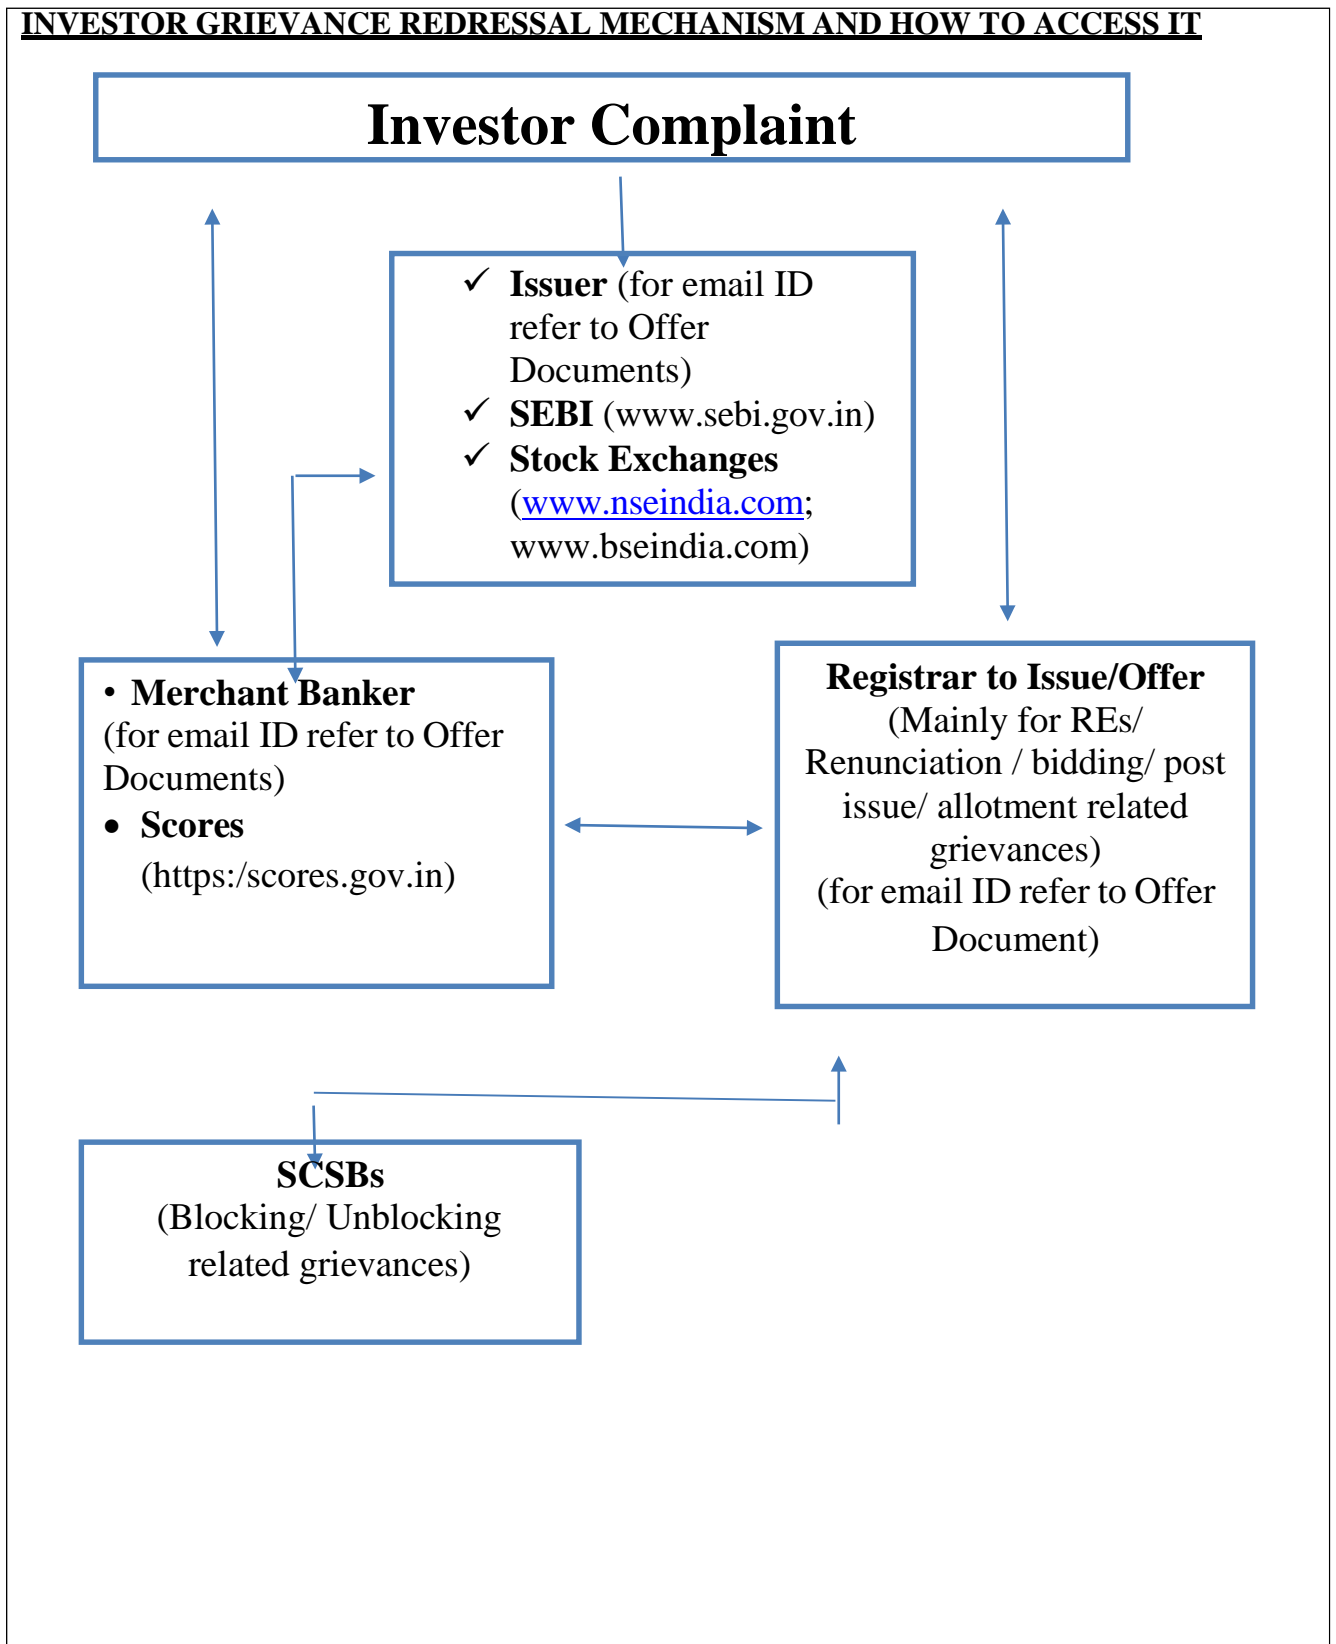 INVESTOR GRIEVANCE REDRESSAL MECHANISM AND HOW TO ACCESS IT
Investor Complaint
✓ Issuer (for email ID
refer to Offer
Documents)
✓ SEBI (www.sebi.gov.in)
✓ Stock Exchanges
(www.nseindia.com;
www.bseindia.com)
• Merchant Banker
(for email ID refer to Offer
Documents)
• Scores
(https:/scores.gov.in)
Registrar to Issue/Offer
(Mainly for REs/
Renunciation / bidding/ post
issue/ allotment related
grievances)
(for email ID refer to Offer
Document)
SCSBs
(Blocking/ Unblocking
related grievances)